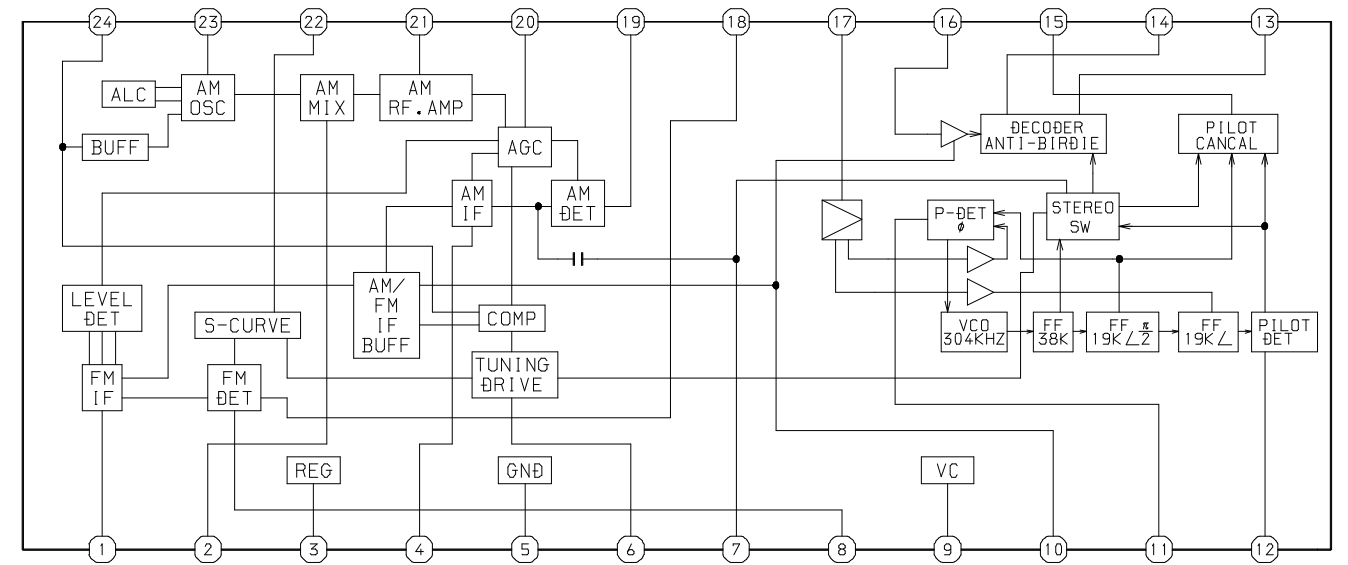 24 23 22 21 20 19 18 17 16 15 14 13
ALC
AM
OSC
AM
MIX
AM
RF.AMP
BUFF
AGC
DECODER
ANTI-BIRDIE
PILOT
CANCAL
AM
IF
AM
DET
P-DET
Ø
STEREO
SW
LEVEL
DET
S-CURVE
AM/
FM
IF
BUFF
COMP
VCO
304KHZ
FF
38K
FF π
19K∠2
FF
19K∠
PILOT
DET
FM
IF
FM
DET
TUNING
DRIVE
REG
GND
VC
1 2 3 4 5 6 7 8 9 10 11 12